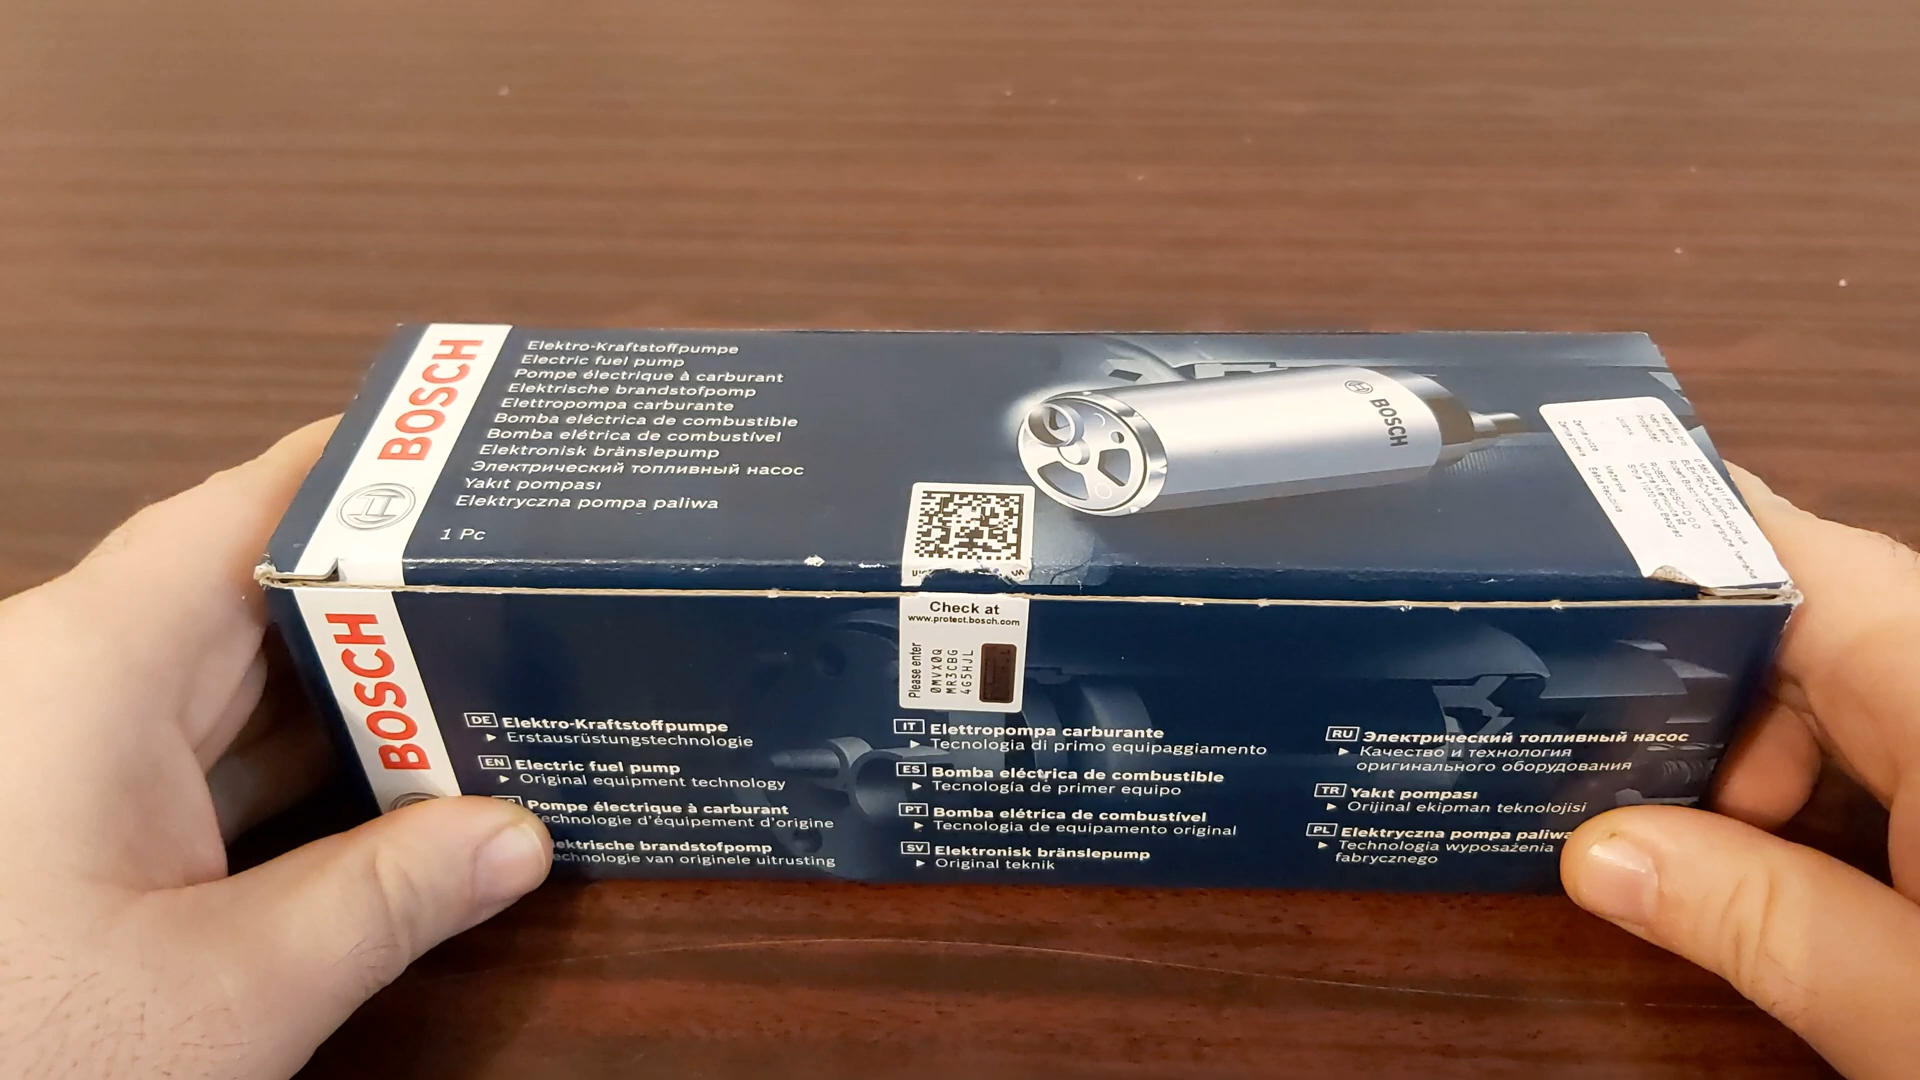 BOSCH
Elektro-Kraftstoffpumpe
Electric fuel pump
Pompe électrique à carburant
Elektrische brandstofpomp
Elettropompa carburante
Bomba eléctrica de combustible
Bomba elétrica de combustível
Elektronisk bränslepump
Электрический топливный насос
Yakıt pompası
Elektryczna pompa paliwa
1 Pc
BOSCH
Check at
www.protect.bosch.com
Please enter
0MVX0Q
MR3CBG
4G5HJL
BOSCH
DE Elektro-Kraftstoffpumpe
▶ Erstausrüstungstechnologie
EN Electric fuel pump
▶ Original equipment technology
Pompe électrique à carburant
Technologie d'équipement d'origine
brandstofpomp
van originele uitrusting
IT Elettropompa carburante
▶ Tecnologia di primo equipaggiamento
ES Bomba eléctrica de combustible
▶ Tecnología de primer equipo
PT Bomba elétrica de combustível
▶ Tecnologia de equipamento original
SV Elektronisk bränslepump
▶ Original teknik
RU Электрический топливный насос
▶ Качество и технология
оригинального оборудования
TR Yakıt pompası
▶ Orijinal ekipman teknolojisi
PL Elektryczna pompa paliwa
▶ Technologia wyposażenia
fabrycznego